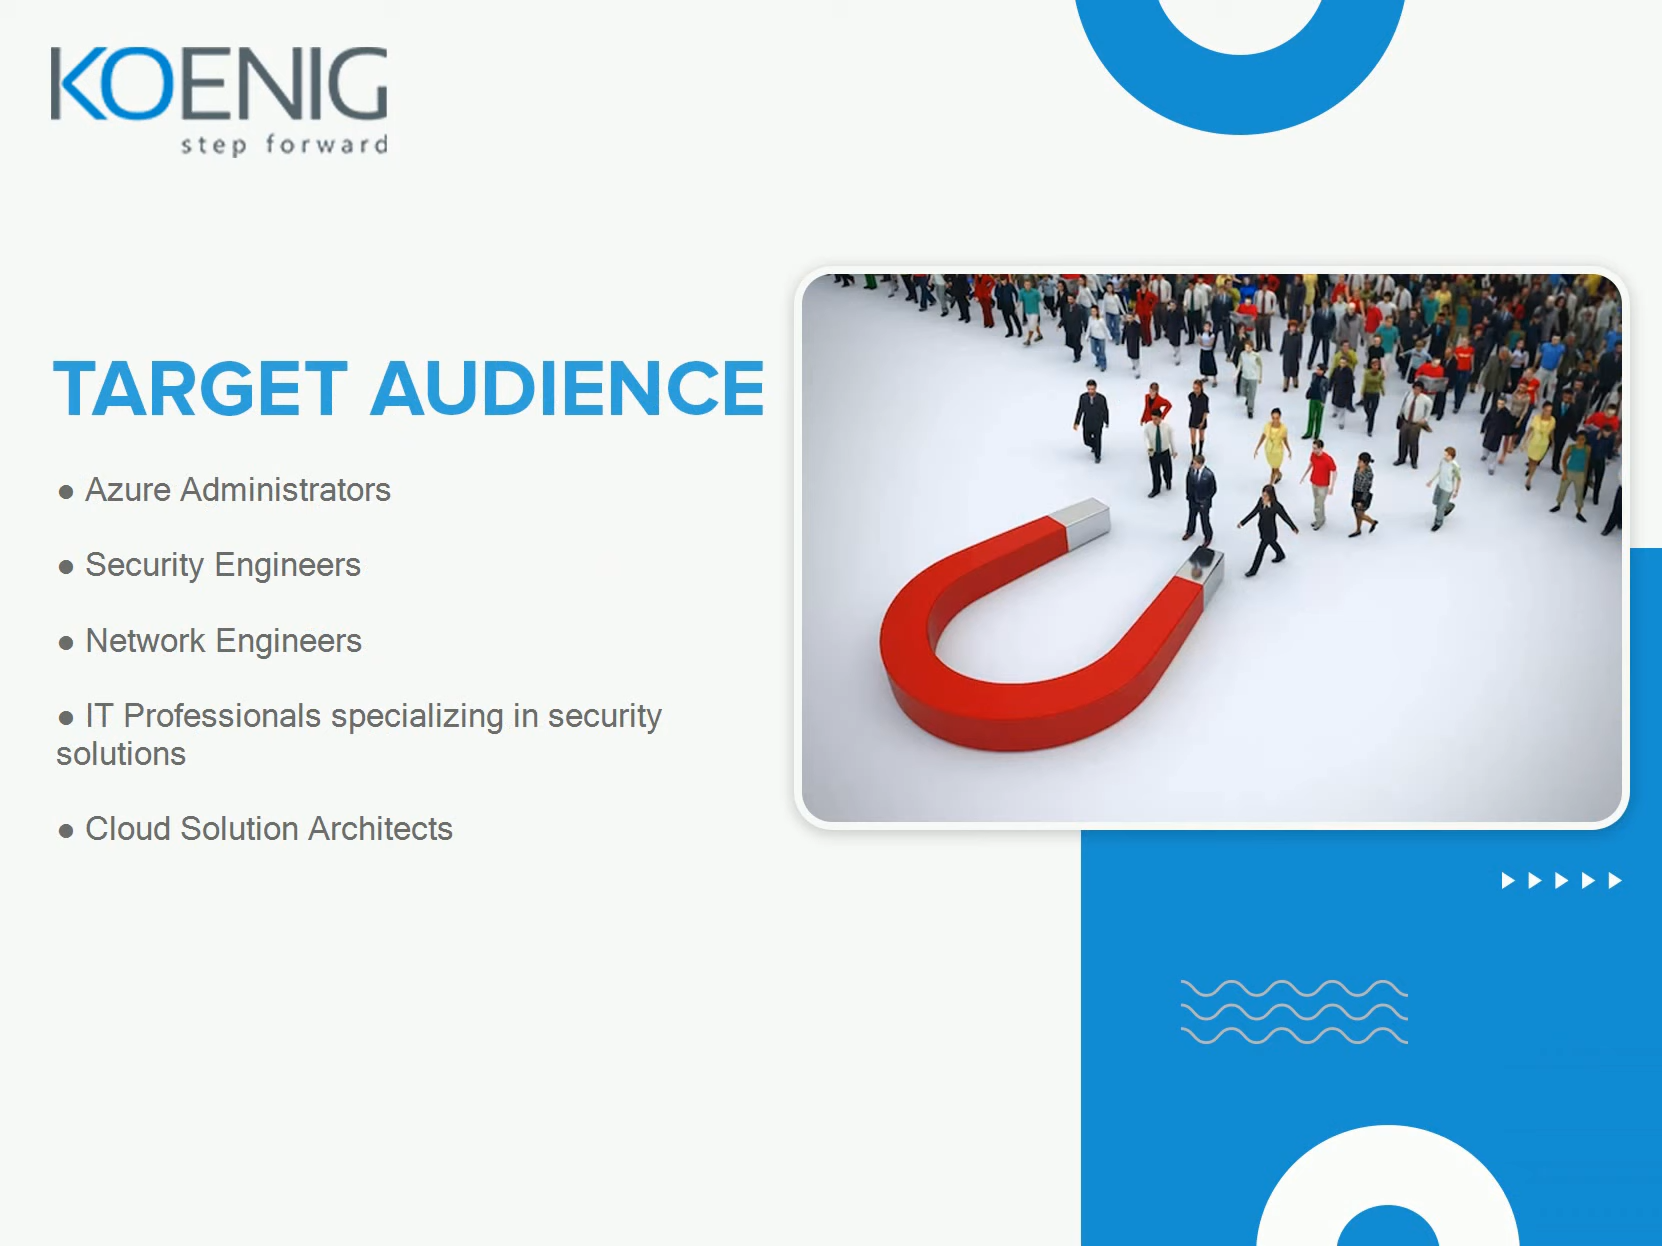 KOENIG
step forward
TARGET AUDIENCE
● Azure Administrators
● Security Engineers
● Network Engineers
● IT Professionals specializing in security
solutions
● Cloud Solution Architects